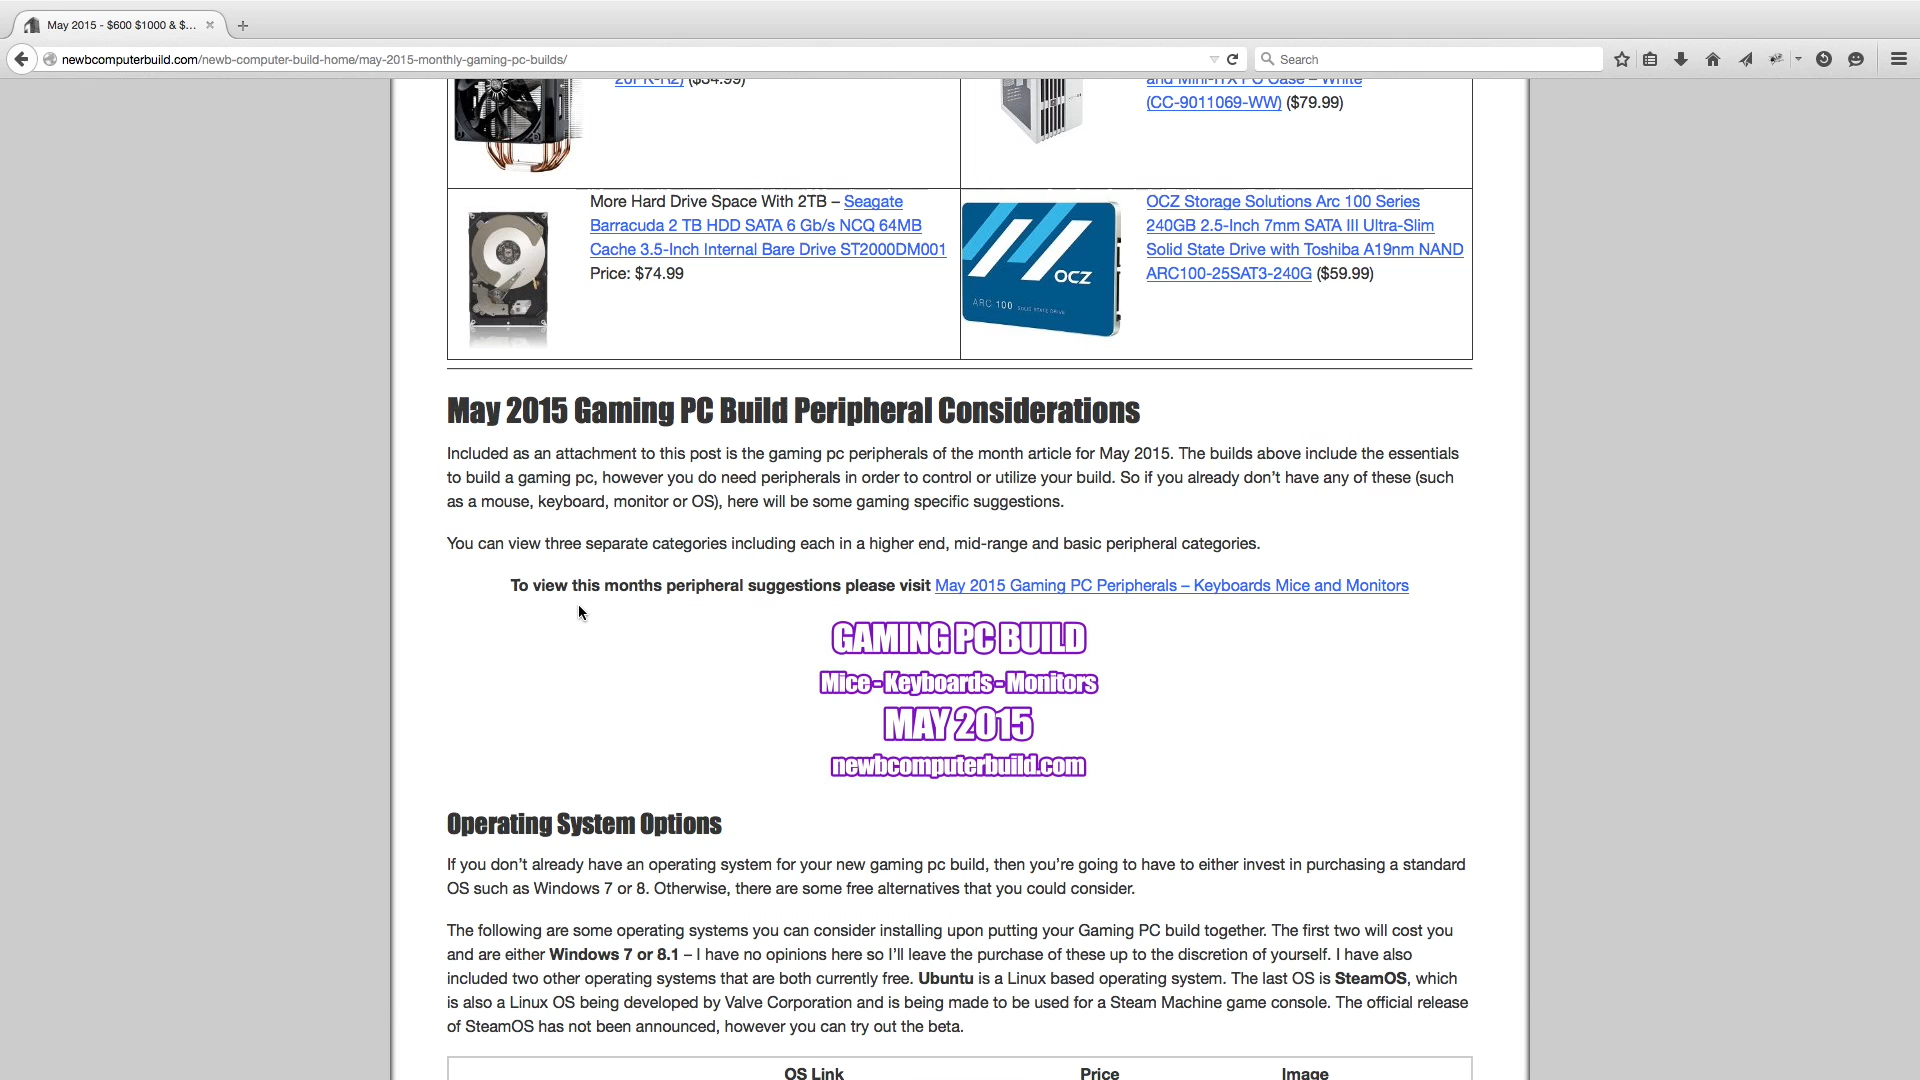 May 2015 - $600 $1000 & $...
newbcomputerbuild.com/newb-computer-build-home/may-2015-monthly-gaming-pc-builds/
Search
20PK-R2) ($34.99)
and Mini-ITX PC Case – White
(CC-9011069-WW) ($79.99)
More Hard Drive Space With 2TB – Seagate
Barracuda 2 TB HDD SATA 6 Gb/s NCQ 64MB
Cache 3.5-Inch Internal Bare Drive ST2000DM001
Price: $74.99
OCZ
ARC 100 SOLID STATE DRIVE
OCZ Storage Solutions Arc 100 Series
240GB 2.5-Inch 7mm SATA III Ultra-Slim
Solid State Drive with Toshiba A19nm NAND
ARC100-25SAT3-240G ($59.99)
May 2015 Gaming PC Build Peripheral Considerations
Included as an attachment to this post is the gaming pc peripherals of the month article for May 2015. The builds above include the essentials
to build a gaming pc, however you do need peripherals in order to control or utilize your build. So if you already don’t have any of these (such
as a mouse, keyboard, monitor or OS), here will be some gaming specific suggestions.
You can view three separate categories including each in a higher end, mid-range and basic peripheral categories.
To view this months peripheral suggestions please visit May 2015 Gaming PC Peripherals – Keyboards Mice and Monitors
GAMING PC BUILD
Mice - Keyboards - Monitors
MAY 2015
newbcomputerbuild.com
Operating System Options
If you don’t already have an operating system for your new gaming pc build, then you’re going to have to either invest in purchasing a standard
OS such as Windows 7 or 8. Otherwise, there are some free alternatives that you could consider.
The following are some operating systems you can consider installing upon putting your Gaming PC build together. The first two will cost you
and are either Windows 7 or 8.1 – I have no opinions here so I’ll leave the purchase of these up to the discretion of yourself. I have also
included two other operating systems that are both currently free. Ubuntu is a Linux based operating system. The last OS is SteamOS, which
is also a Linux OS being developed by Valve Corporation and is being made to be used for a Steam Machine game console. The official release
of SteamOS has not been announced, however you can try out the beta.
OS Link Price Image